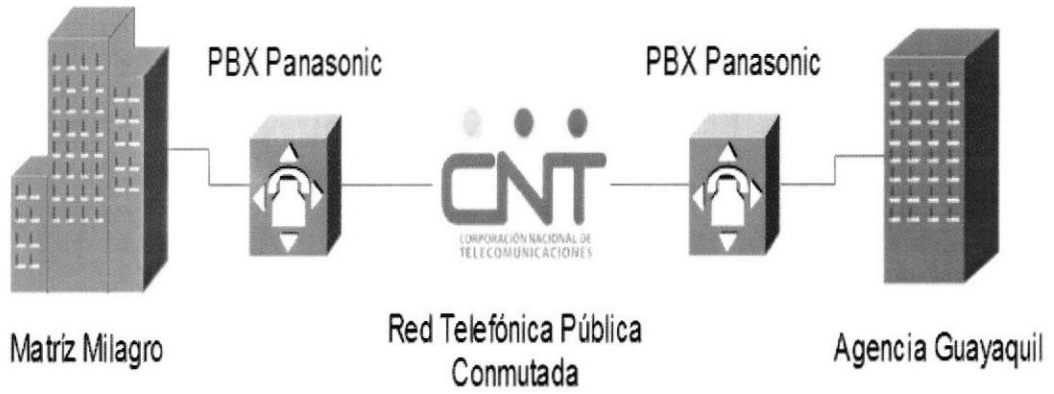 PBX Panasonic
PBX Panasonic
CNT
CORPORACIÓN NACIONAL DE
TELECOMUNICACIONES
Matríz Milagro
Red Telefónica Pública
Conmutada
Agencia Guayaquil